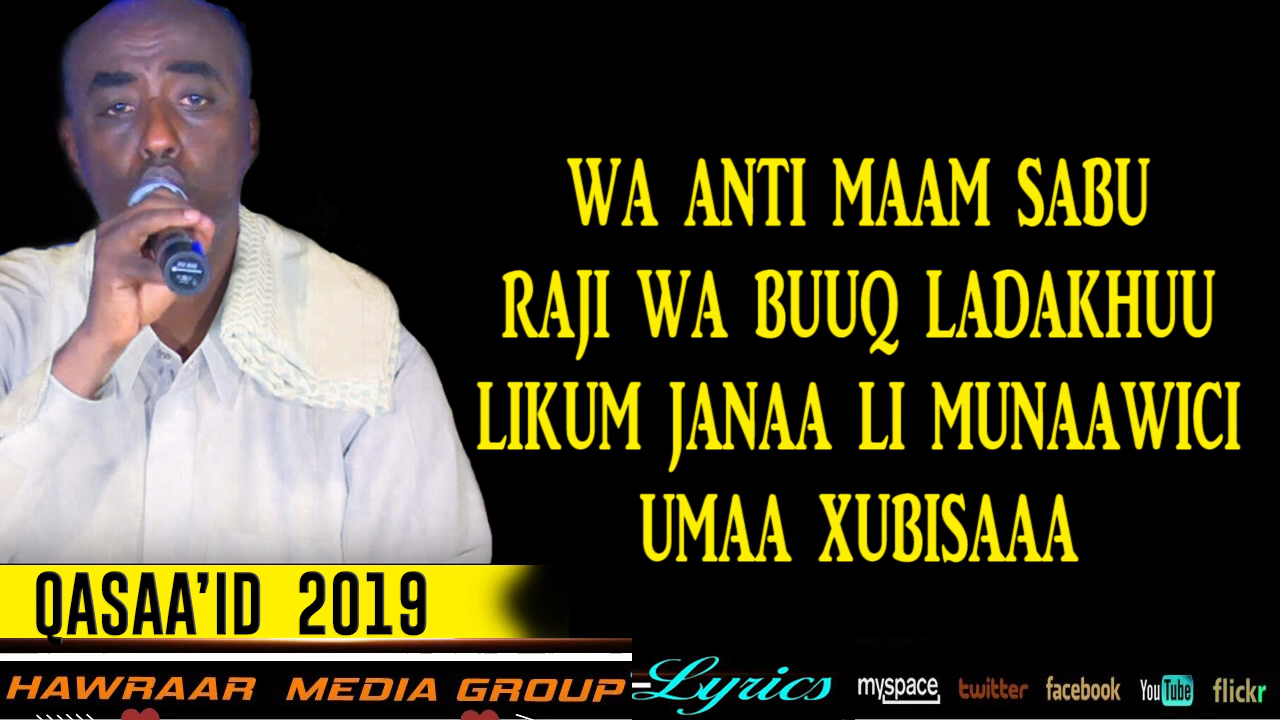 WA ANTI MAAM SABU
RAJI WA BUUQ LADAKHUU
LIKUM JANAA LI MUNAAWICI
UMAA XUBISAAA
QASAA'ID 2019
HAWRAAR MEDIA GROUP Lyrics myspace twitter facebook YouTube flickr